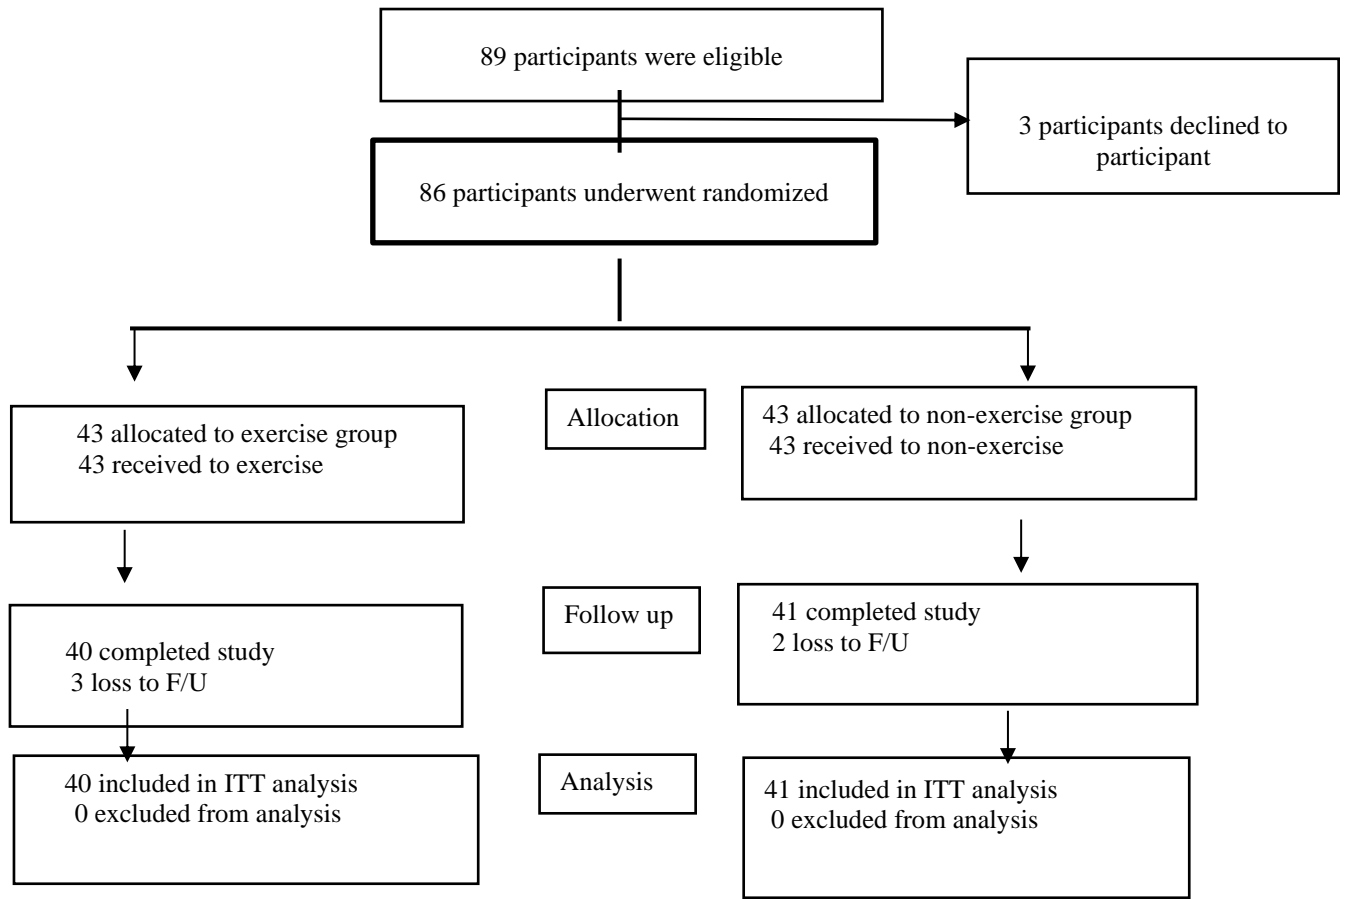 89 participants were eligible
3 participants declined to
participant
86 participants underwent randomized
43 allocated to exercise group
43 received to exercise
Allocation
43 allocated to non-exercise group
43 received to non-exercise
40 completed study
3 loss to F/U
Follow up
41 completed study
2 loss to F/U
40 included in ITT analysis
0 excluded from analysis
Analysis
41 included in ITT analysis
0 excluded from analysis